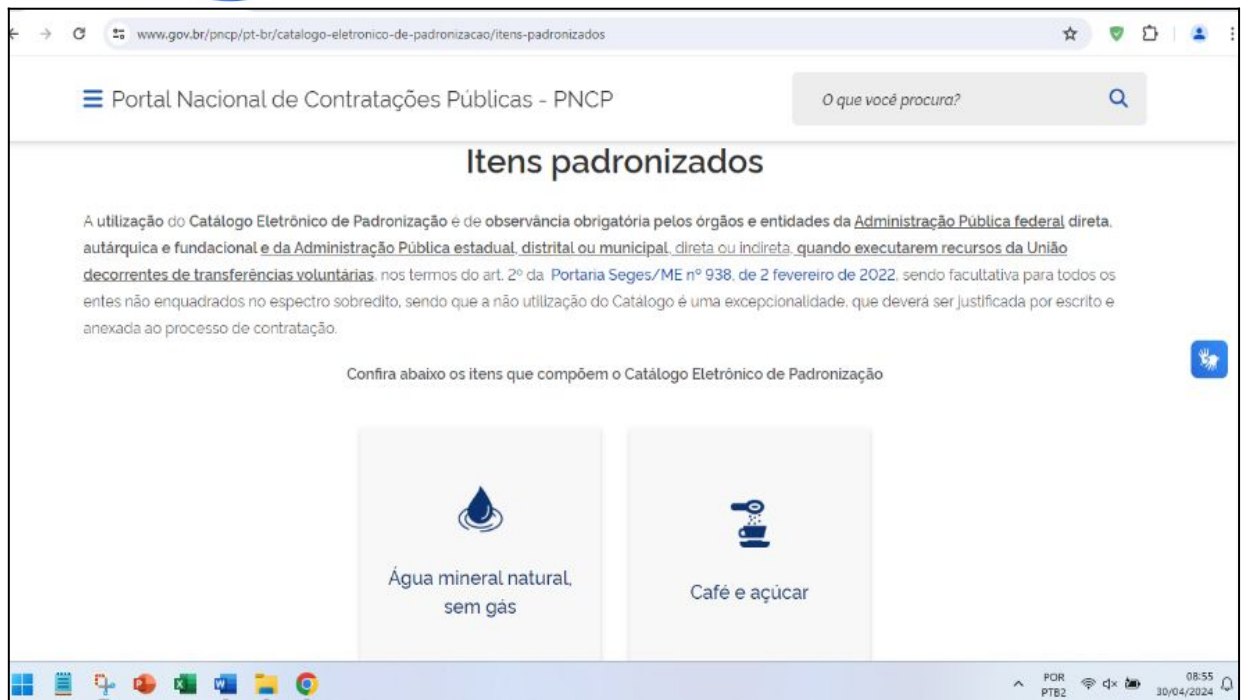 www.gov.br/pncp/pt-br/catalogo-eletronico-de-padronizacao/itens-padronizados
Portal Nacional de Contratações Públicas - PNCP
O que você procura?
Itens padronizados
A utilização do Catálogo Eletrônico de Padronização é de observância obrigatória pelos órgãos e entidades da Administração Pública federal direta,
autárquica e fundacional e da Administração Pública estadual, distrital ou municipal, direta ou indireta, quando executarem recursos da União
decorrentes de transferências voluntárias, nos termos do art. 2º da Portaria Seges/ME nº 938, de 2 fevereiro de 2022, sendo facultativa para todos os
entes não enquadrados no espectro sobredito, sendo que a não utilização do Catálogo é uma excepcionalidade, que deverá ser justificada por escrito e
anexada ao processo de contratação.
Confira abaixo os itens que compõem o Catálogo Eletrônico de Padronização
Água mineral natural,
sem gás
Café e açúcar
POR
PTB2
08:55
30/04/2024